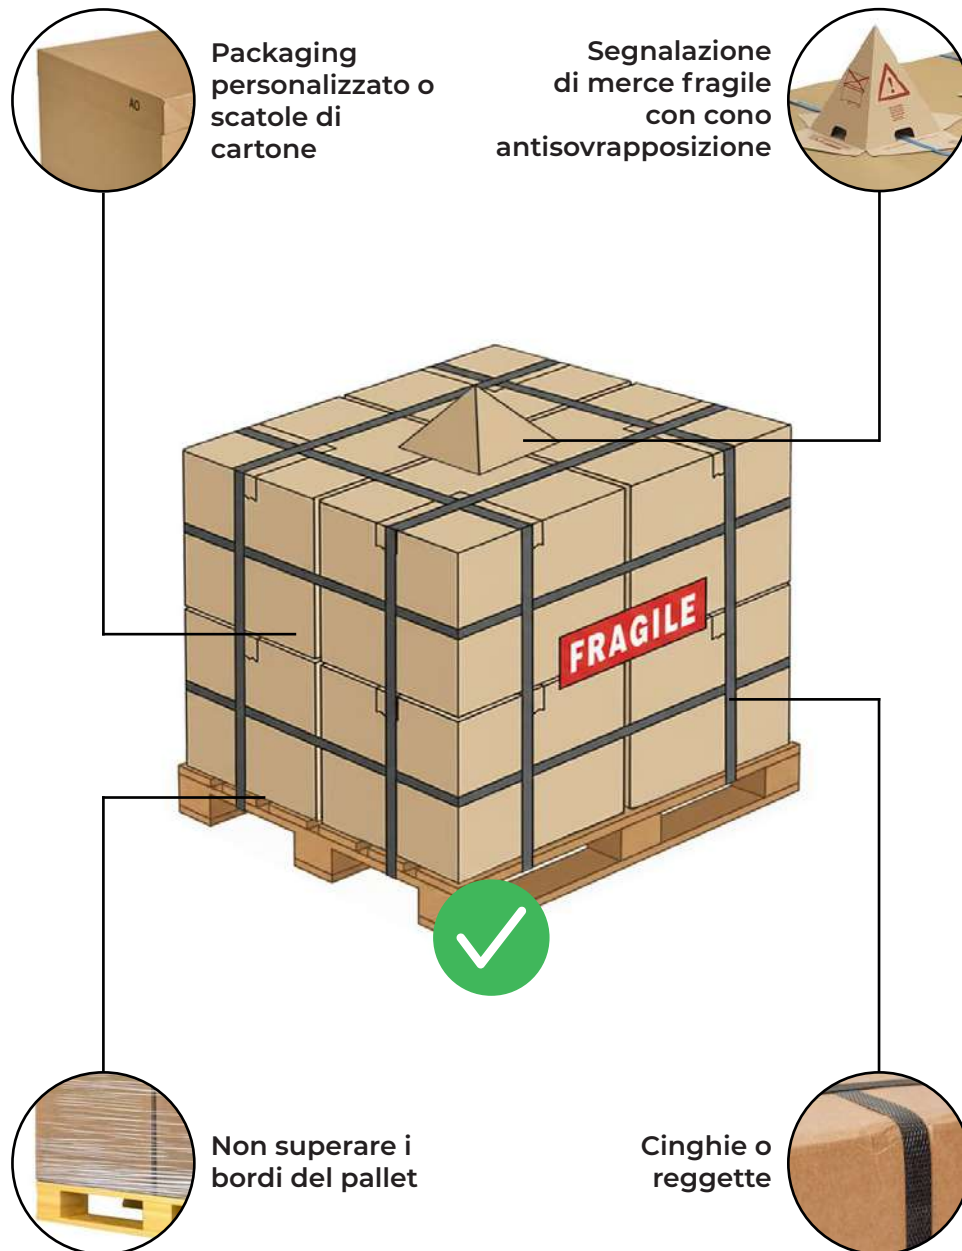 Packaging
personalizzato o
scatole di
cartone
Segnalazione
di merce fragile
con cono
antisovrapposizione
AO
FRAGILE
Non superare i
bordi del pallet
Cinghie o
reggette